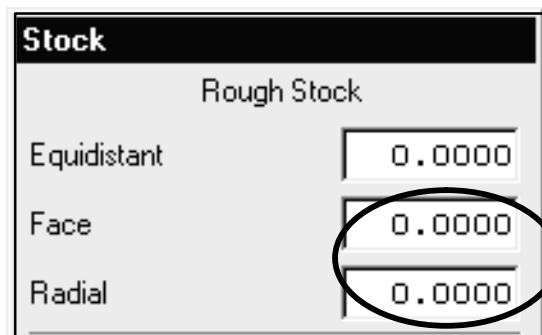 Stock
Rough Stock
Equidistant 0.0000
Face 0.0000
Radial 0.0000